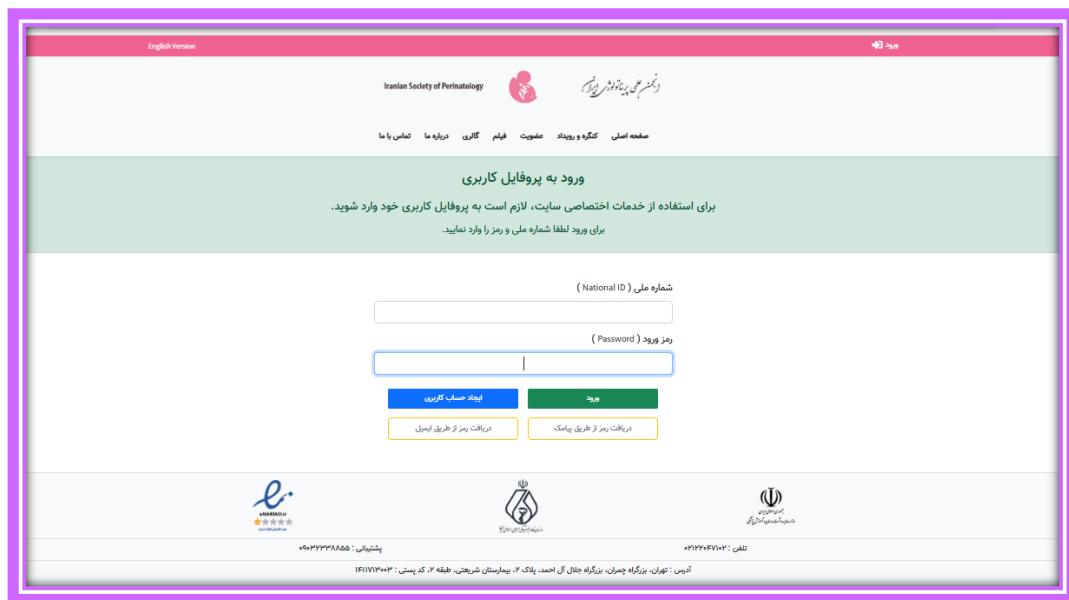 ورود
English Version
انجمن علمی پریناتولوژی ایران
Iranian Society of Perinatology
صفحه اصلی کنگره و رویداد عضویت فیلم گالری درباره ما تماس با ما
ورود به پروفایل کاربری
برای استفاده از خدمات اختصاصی سایت، لازم است به پروفایل کاربری خود وارد شوید.
برای ورود لطفا شماره ملی و رمز را وارد نمایید.
شماره ملی ( National ID )
رمز ورود ( Password )
ورود
ایجاد حساب کاربری
دریافت رمز از طریق پیامک
دریافت رمز از طریق ایمیل
eNAMAD.ir
تلفن : ۰۲۱۲۲۰۴۷۱۰۲
پشتیبانی : ۰۹۰۳۲۳۳۸۸۵۵
آدرس : تهران، بزرگراه چمران، بزرگراه جلال آل احمد، پلاک ۲، بیمارستان شریعتی، طبقه ۲، کد پستی : ۱۴۱۱۷۱۳۰۰۳